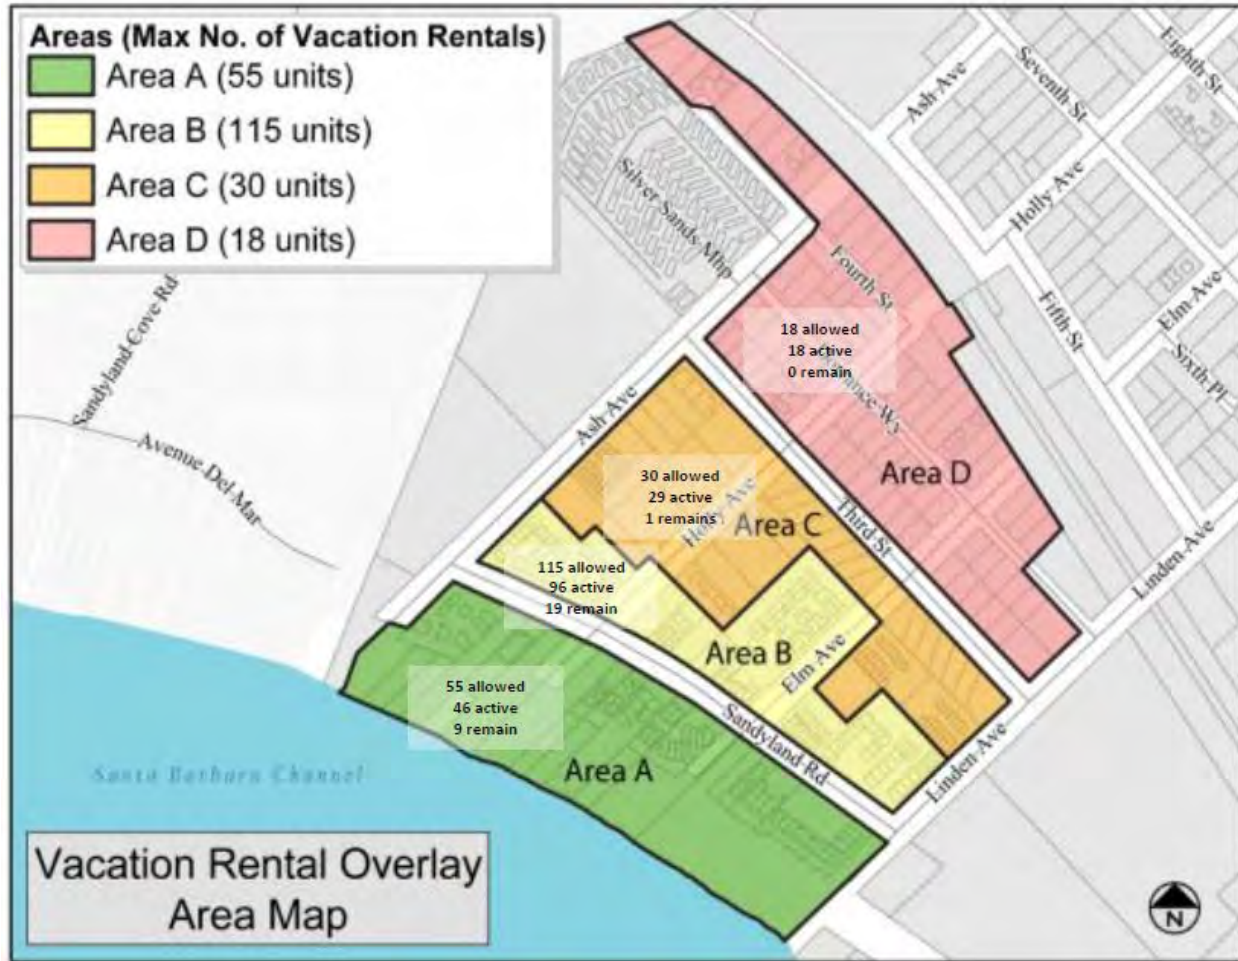 Areas (Max No. of Vacation Rentals)
Area A (55 units)
Area B (115 units)
Area C (30 units)
Area D (18 units)
Ash Ave
Seventh St
Eighth St
Holly Ave
Silver Sands Mhp
Fourth St
Fifth St
Elm Ave
Sixth Pl
Sandyland Cove Rd
Avenue Del Mar
18 allowed
18 active
0 remain
Ash Ave
Area D
30 allowed
29 active
1 remains
Holly Ave
Area C
Third St
Linden Ave
115 allowed
96 active
19 remain
Area B
Elm Ave
55 allowed
46 active
9 remain
Sandyland Rd
Linden Ave
Area A
Santa Barbara Channel
Vacation Rental Overlay
Area Map
N